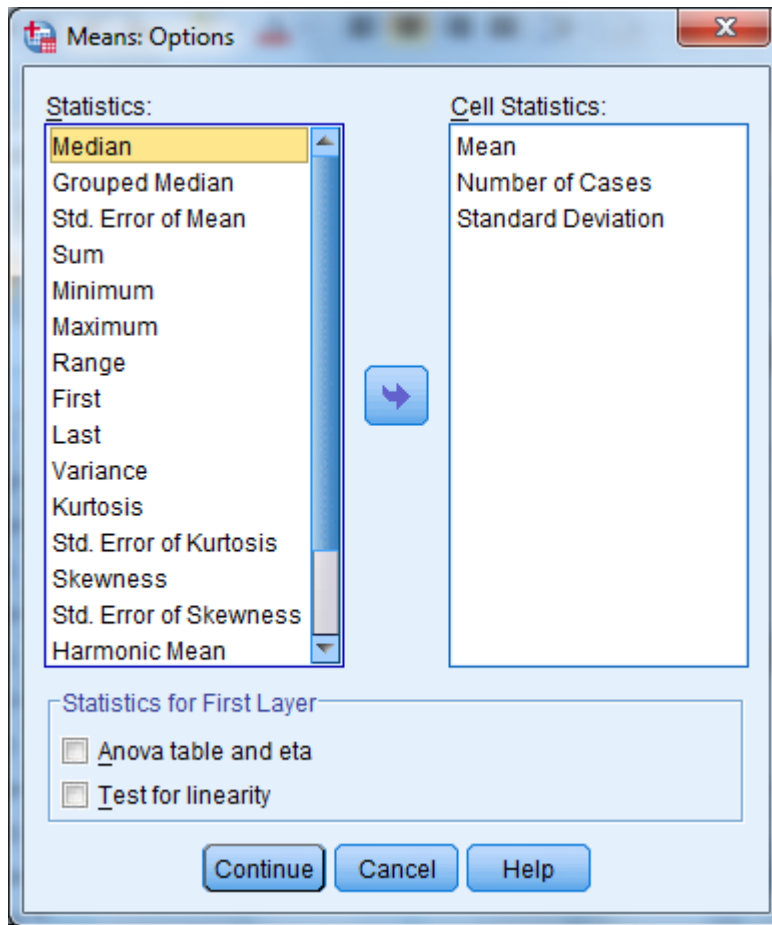 Means: Options
Statistics:
Median
Grouped Median
Std. Error of Mean
Sum
Minimum
Maximum
Range
First
Last
Variance
Kurtosis
Std. Error of Kurtosis
Skewness
Std. Error of Skewness
Harmonic Mean
Cell Statistics:
Mean
Number of Cases
Standard Deviation
Statistics for First Layer
Anova table and eta
Test for linearity
Continue
Cancel
Help